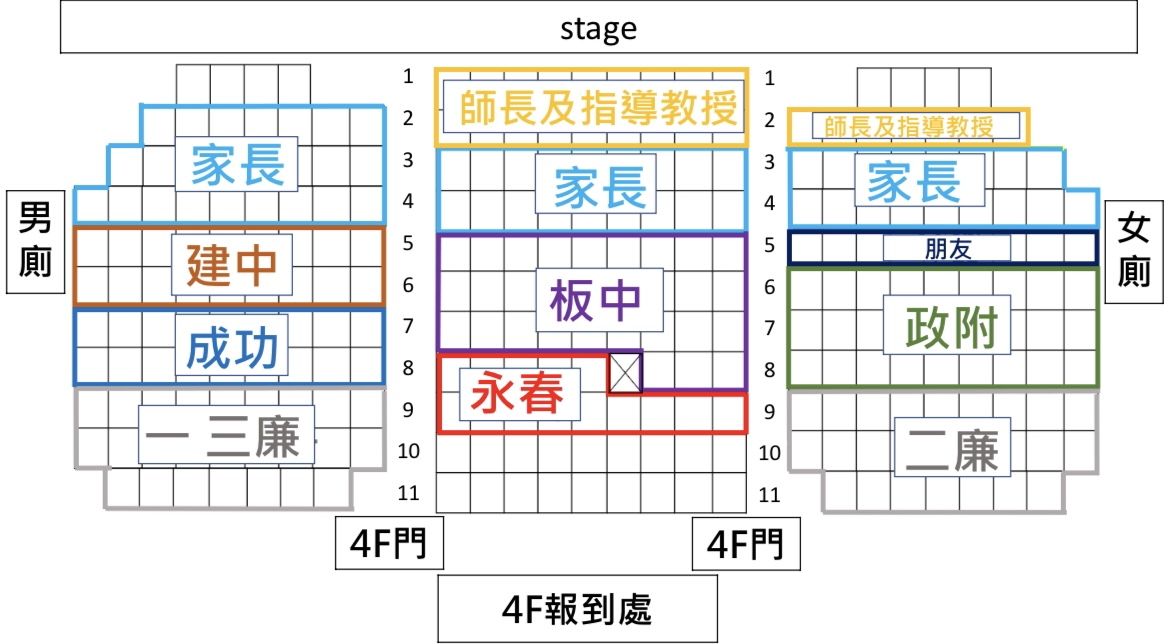 stage
1
2
3
4
5
6
7
8
9
10
11
1
2
3
4
5
6
7
8
9
10
11
家長
建中
成功
一 三廉
師長及指導教授
家長
板中
永春
師長及指導教授
家長
朋友
政附
二廉
男
廁
女
廁
4F門
4F門
4F報到處